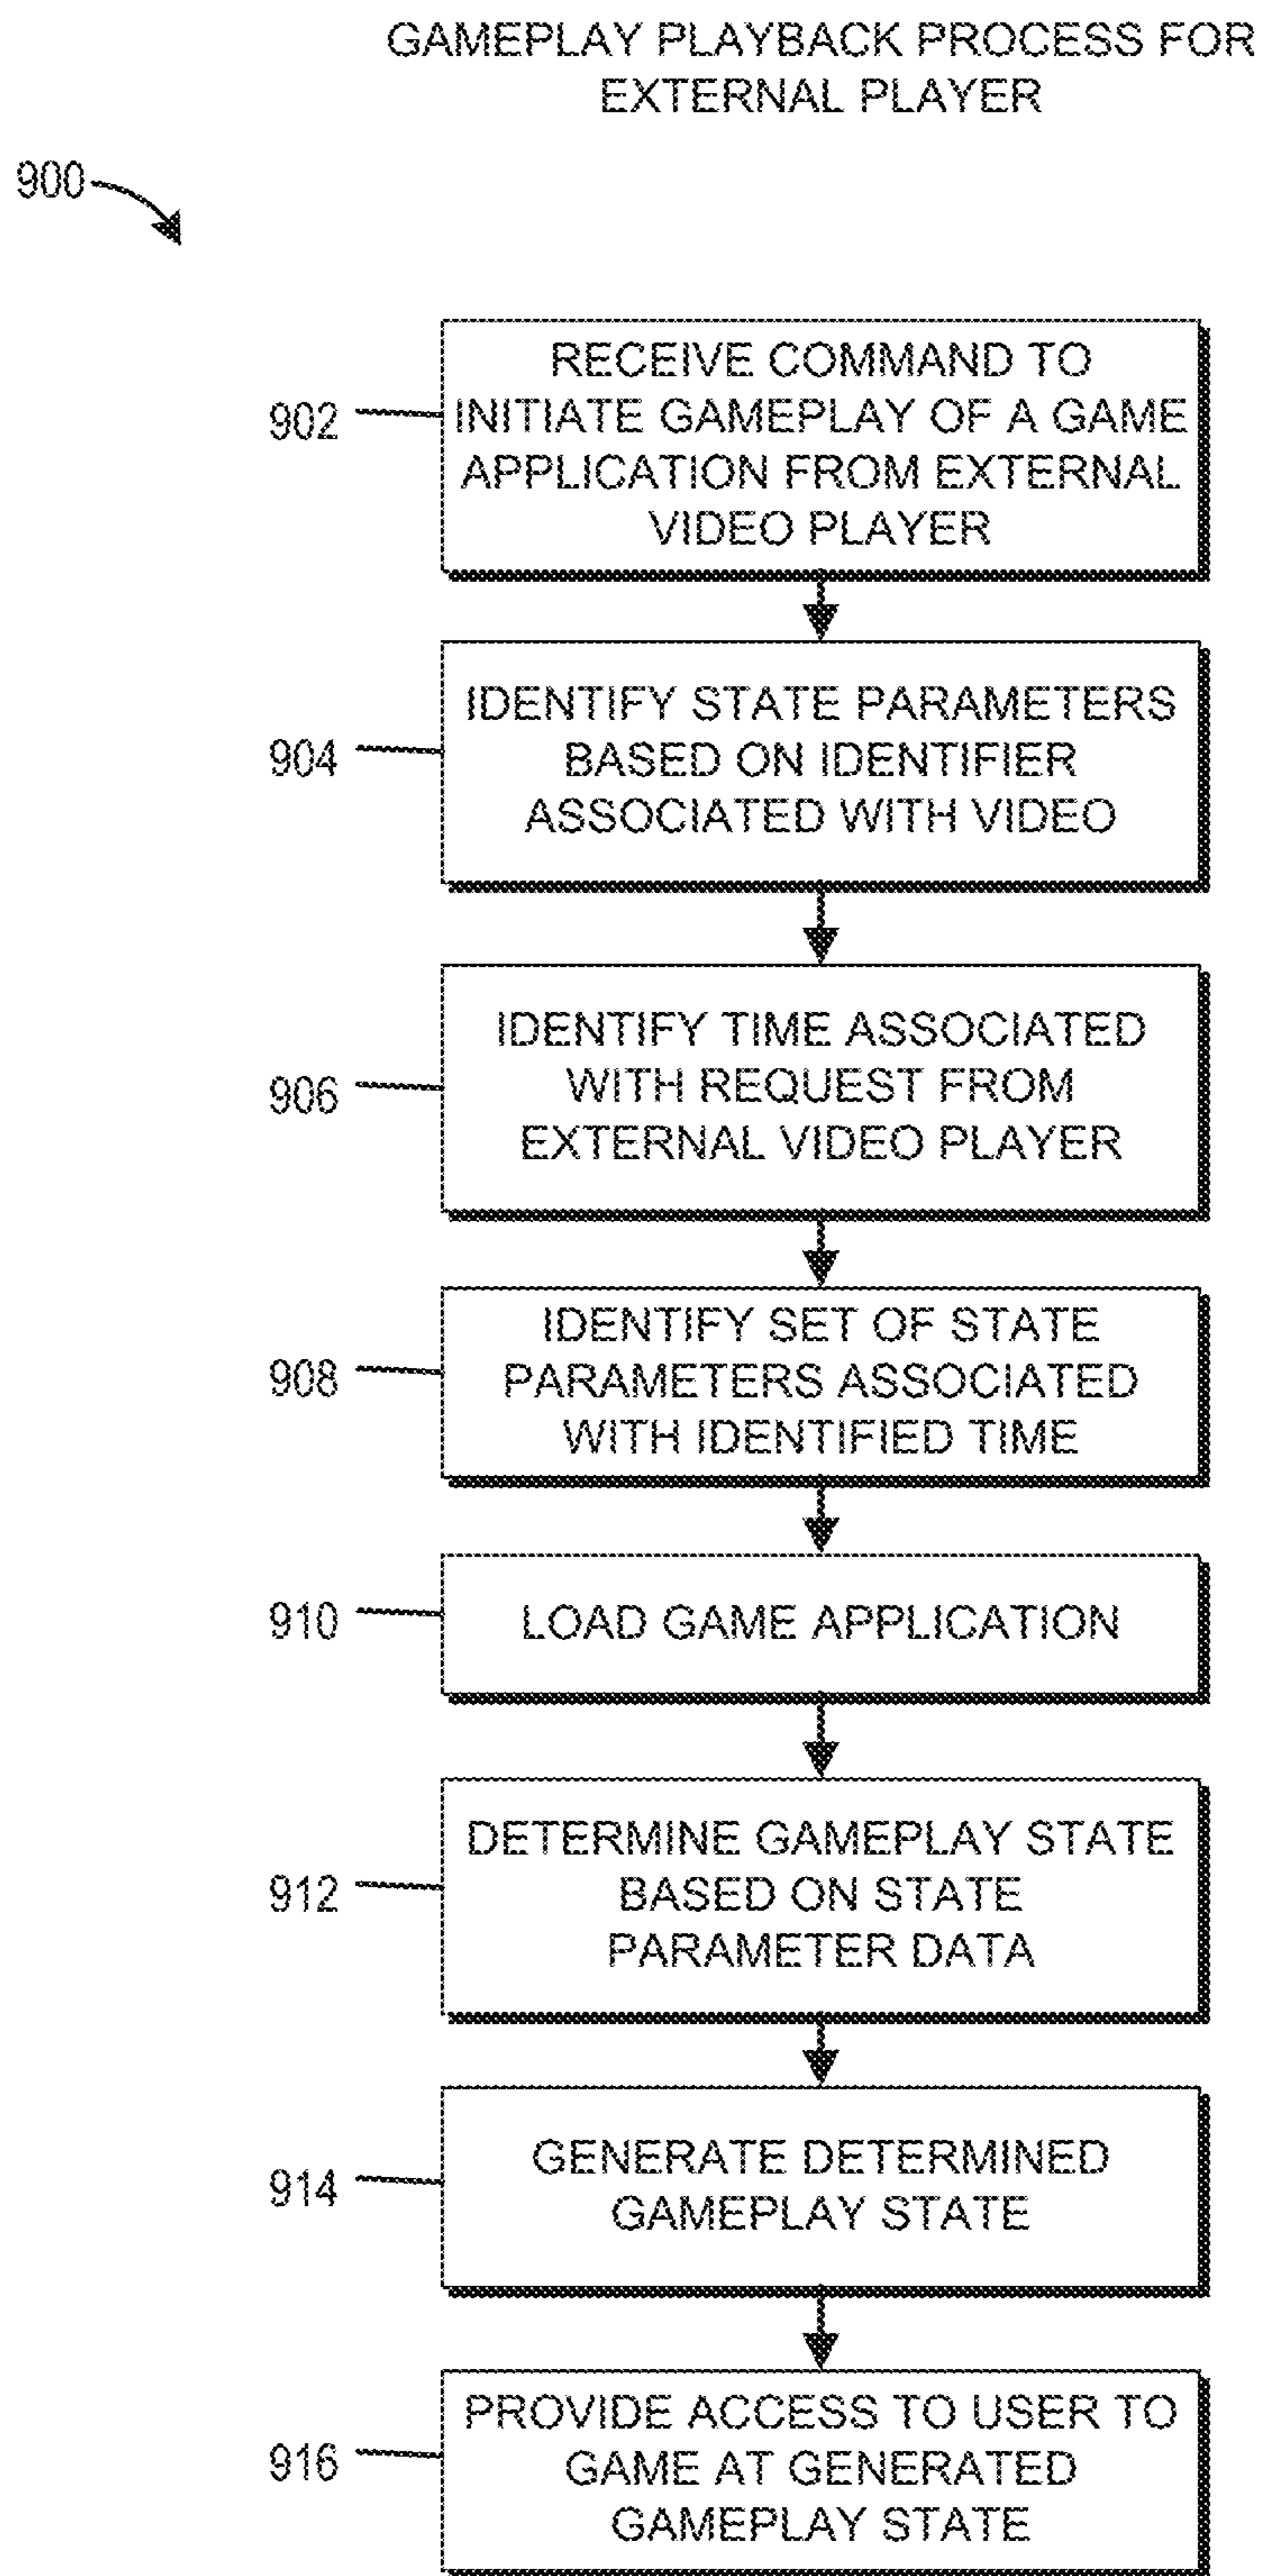 GAMEPLAY PLAYBACK PROCESS FOR
EXTERNAL PLAYER
900
902
RECEIVE COMMAND TO
INITIATE GAMEPLAY OF A GAME
APPLICATION FROM EXTERNAL
VIDEO PLAYER
904
IDENTIFY STATE PARAMETERS
BASED ON IDENTIFIER
ASSOCIATED WITH VIDEO
906
IDENTIFY TIME ASSOCIATED
WITH REQUEST FROM
EXTERNAL VIDEO PLAYER
908
IDENTIFY SET OF STATE
PARAMETERS ASSOCIATED
WITH IDENTIFIED TIME
910
LOAD GAME APPLICATION
912
DETERMINE GAMEPLAY STATE
BASED ON STATE
PARAMETER DATA
914
GENERATE DETERMINED
GAMEPLAY STATE
916
PROVIDE ACCESS TO USER TO
GAME AT GENERATED
GAMEPLAY STATE